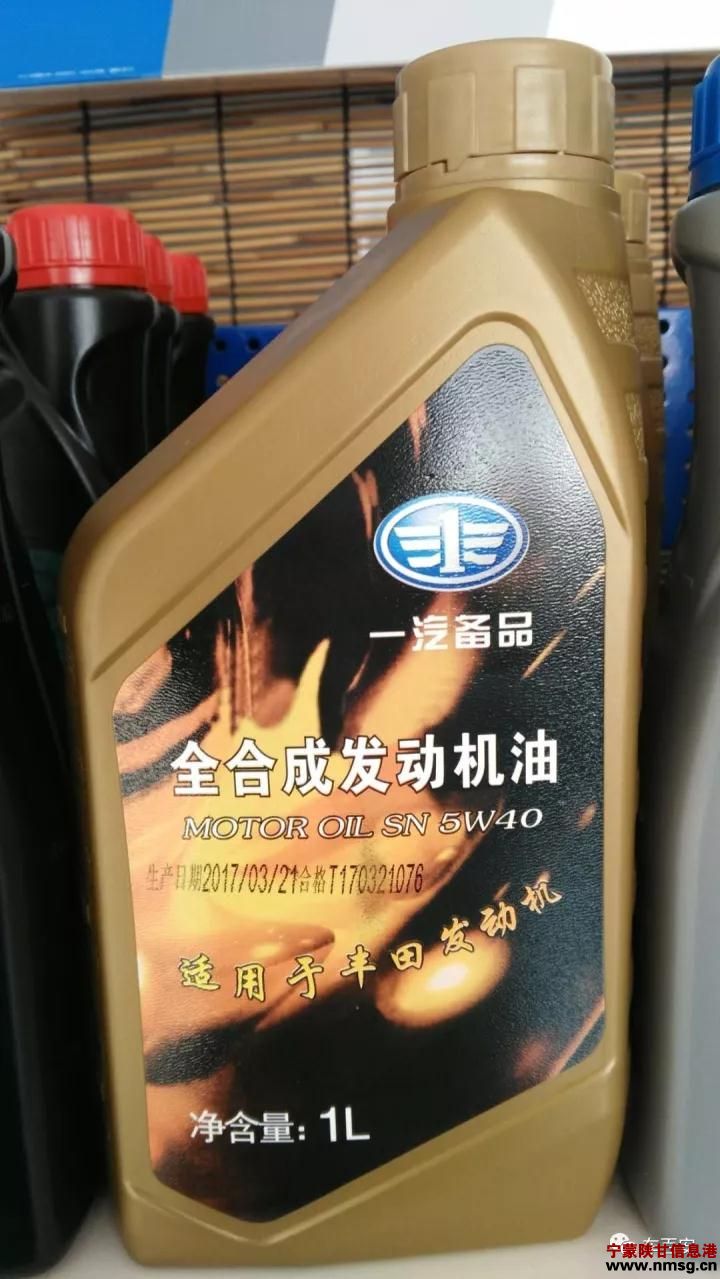 一汽备品
全合成发动机油
MOTOR OIL SN 5W40
生产日期2017/03/21合格T170321076
适用于丰田发动机
净含量：1L
宁蒙陕甘信息港
www.nmsg.cn